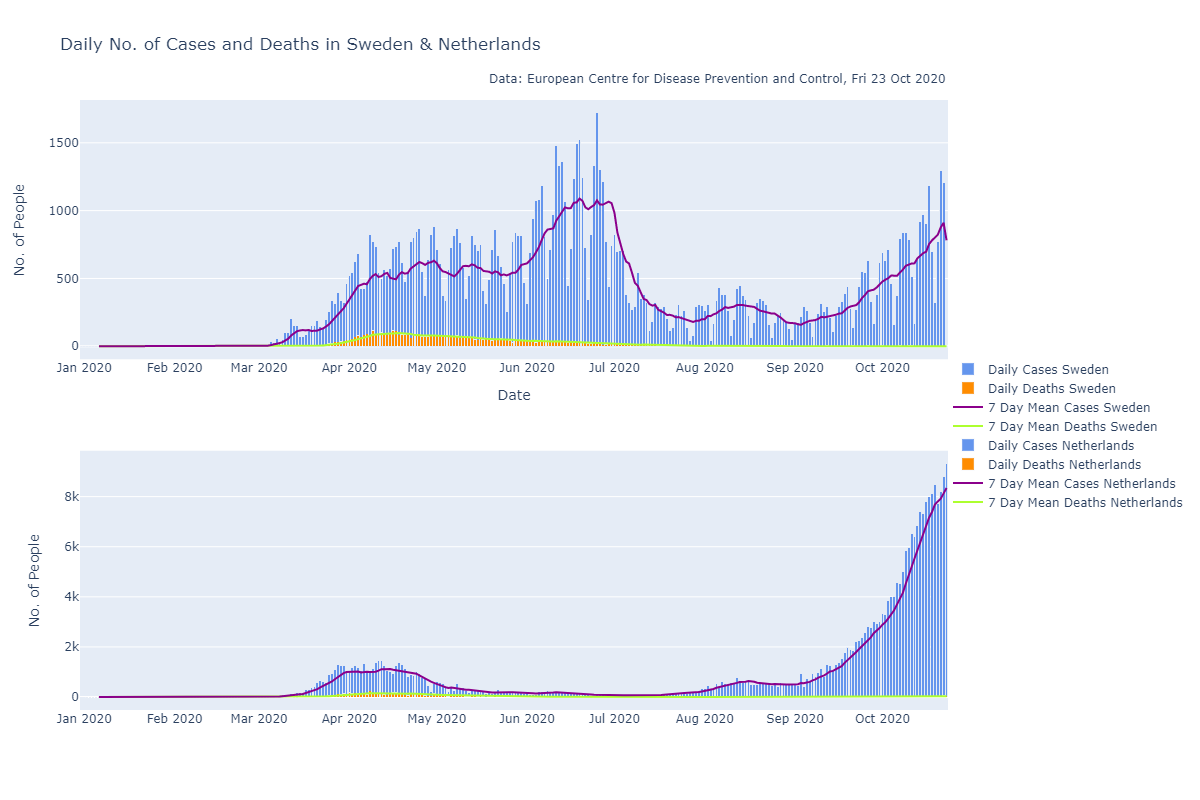 Daily No. of Cases and Deaths in Sweden & Netherlands
Data: European Centre for Disease Prevention and Control, Fri 23 Oct 2020
No. of People
1500
1000
500
0
Jan 2020 Feb 2020 Mar 2020 Apr 2020 May 2020 Jun 2020 Jul 2020 Aug 2020 Sep 2020 Oct 2020
Date
Daily Cases Sweden
Daily Deaths Sweden
7 Day Mean Cases Sweden
7 Day Mean Deaths Sweden
Daily Cases Netherlands
Daily Deaths Netherlands
7 Day Mean Cases Netherlands
7 Day Mean Deaths Netherlands
No. of People
8k
6k
4k
2k
0
Jan 2020 Feb 2020 Mar 2020 Apr 2020 May 2020 Jun 2020 Jul 2020 Aug 2020 Sep 2020 Oct 2020